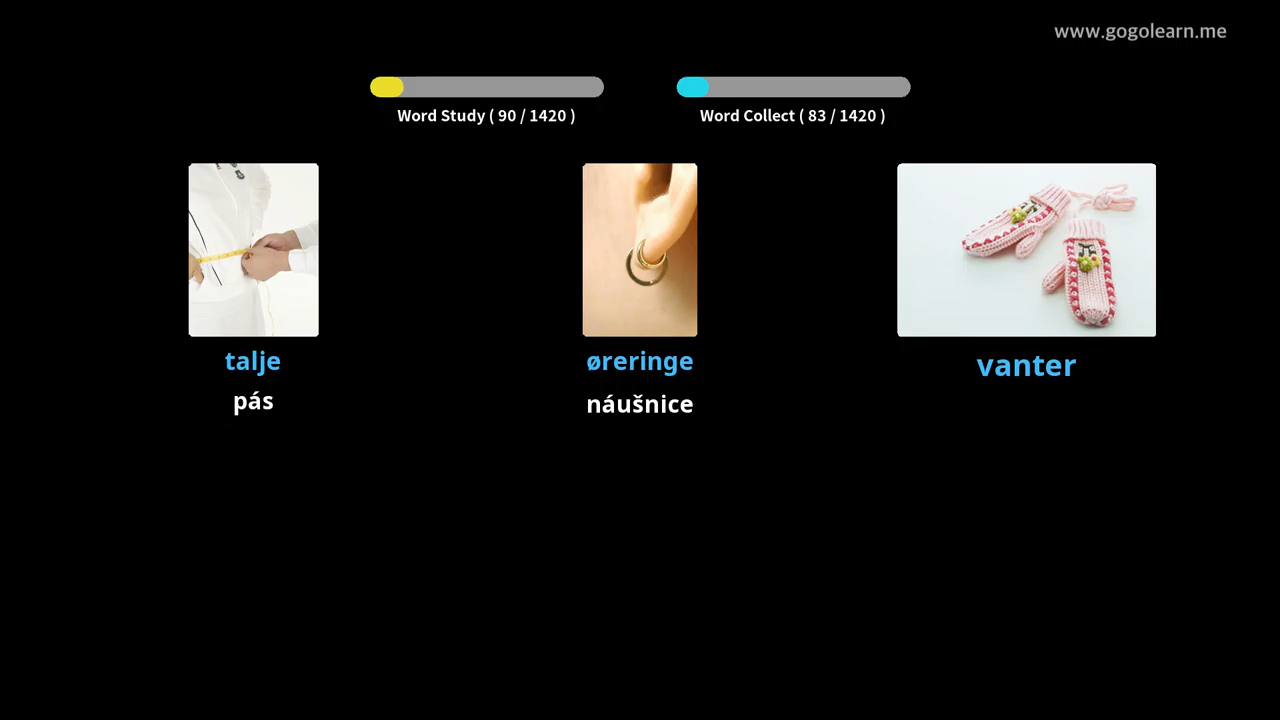 www.gogolearn.me
Word Study ( 90 / 1420 )
Word Collect ( 83 / 1420 )
talje
pás
øreringe
náušnice
vanter